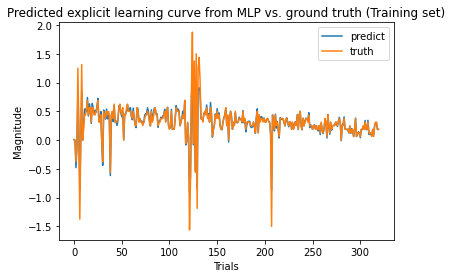 Predicted explicit learning curve from MLP vs. ground truth (Training set)
predict
truth
2.0
1.5
1.0
0.5
0.0
−0.5
−1.0
−1.5
Magnitude
0 50 100 150 200 250 300
Trials